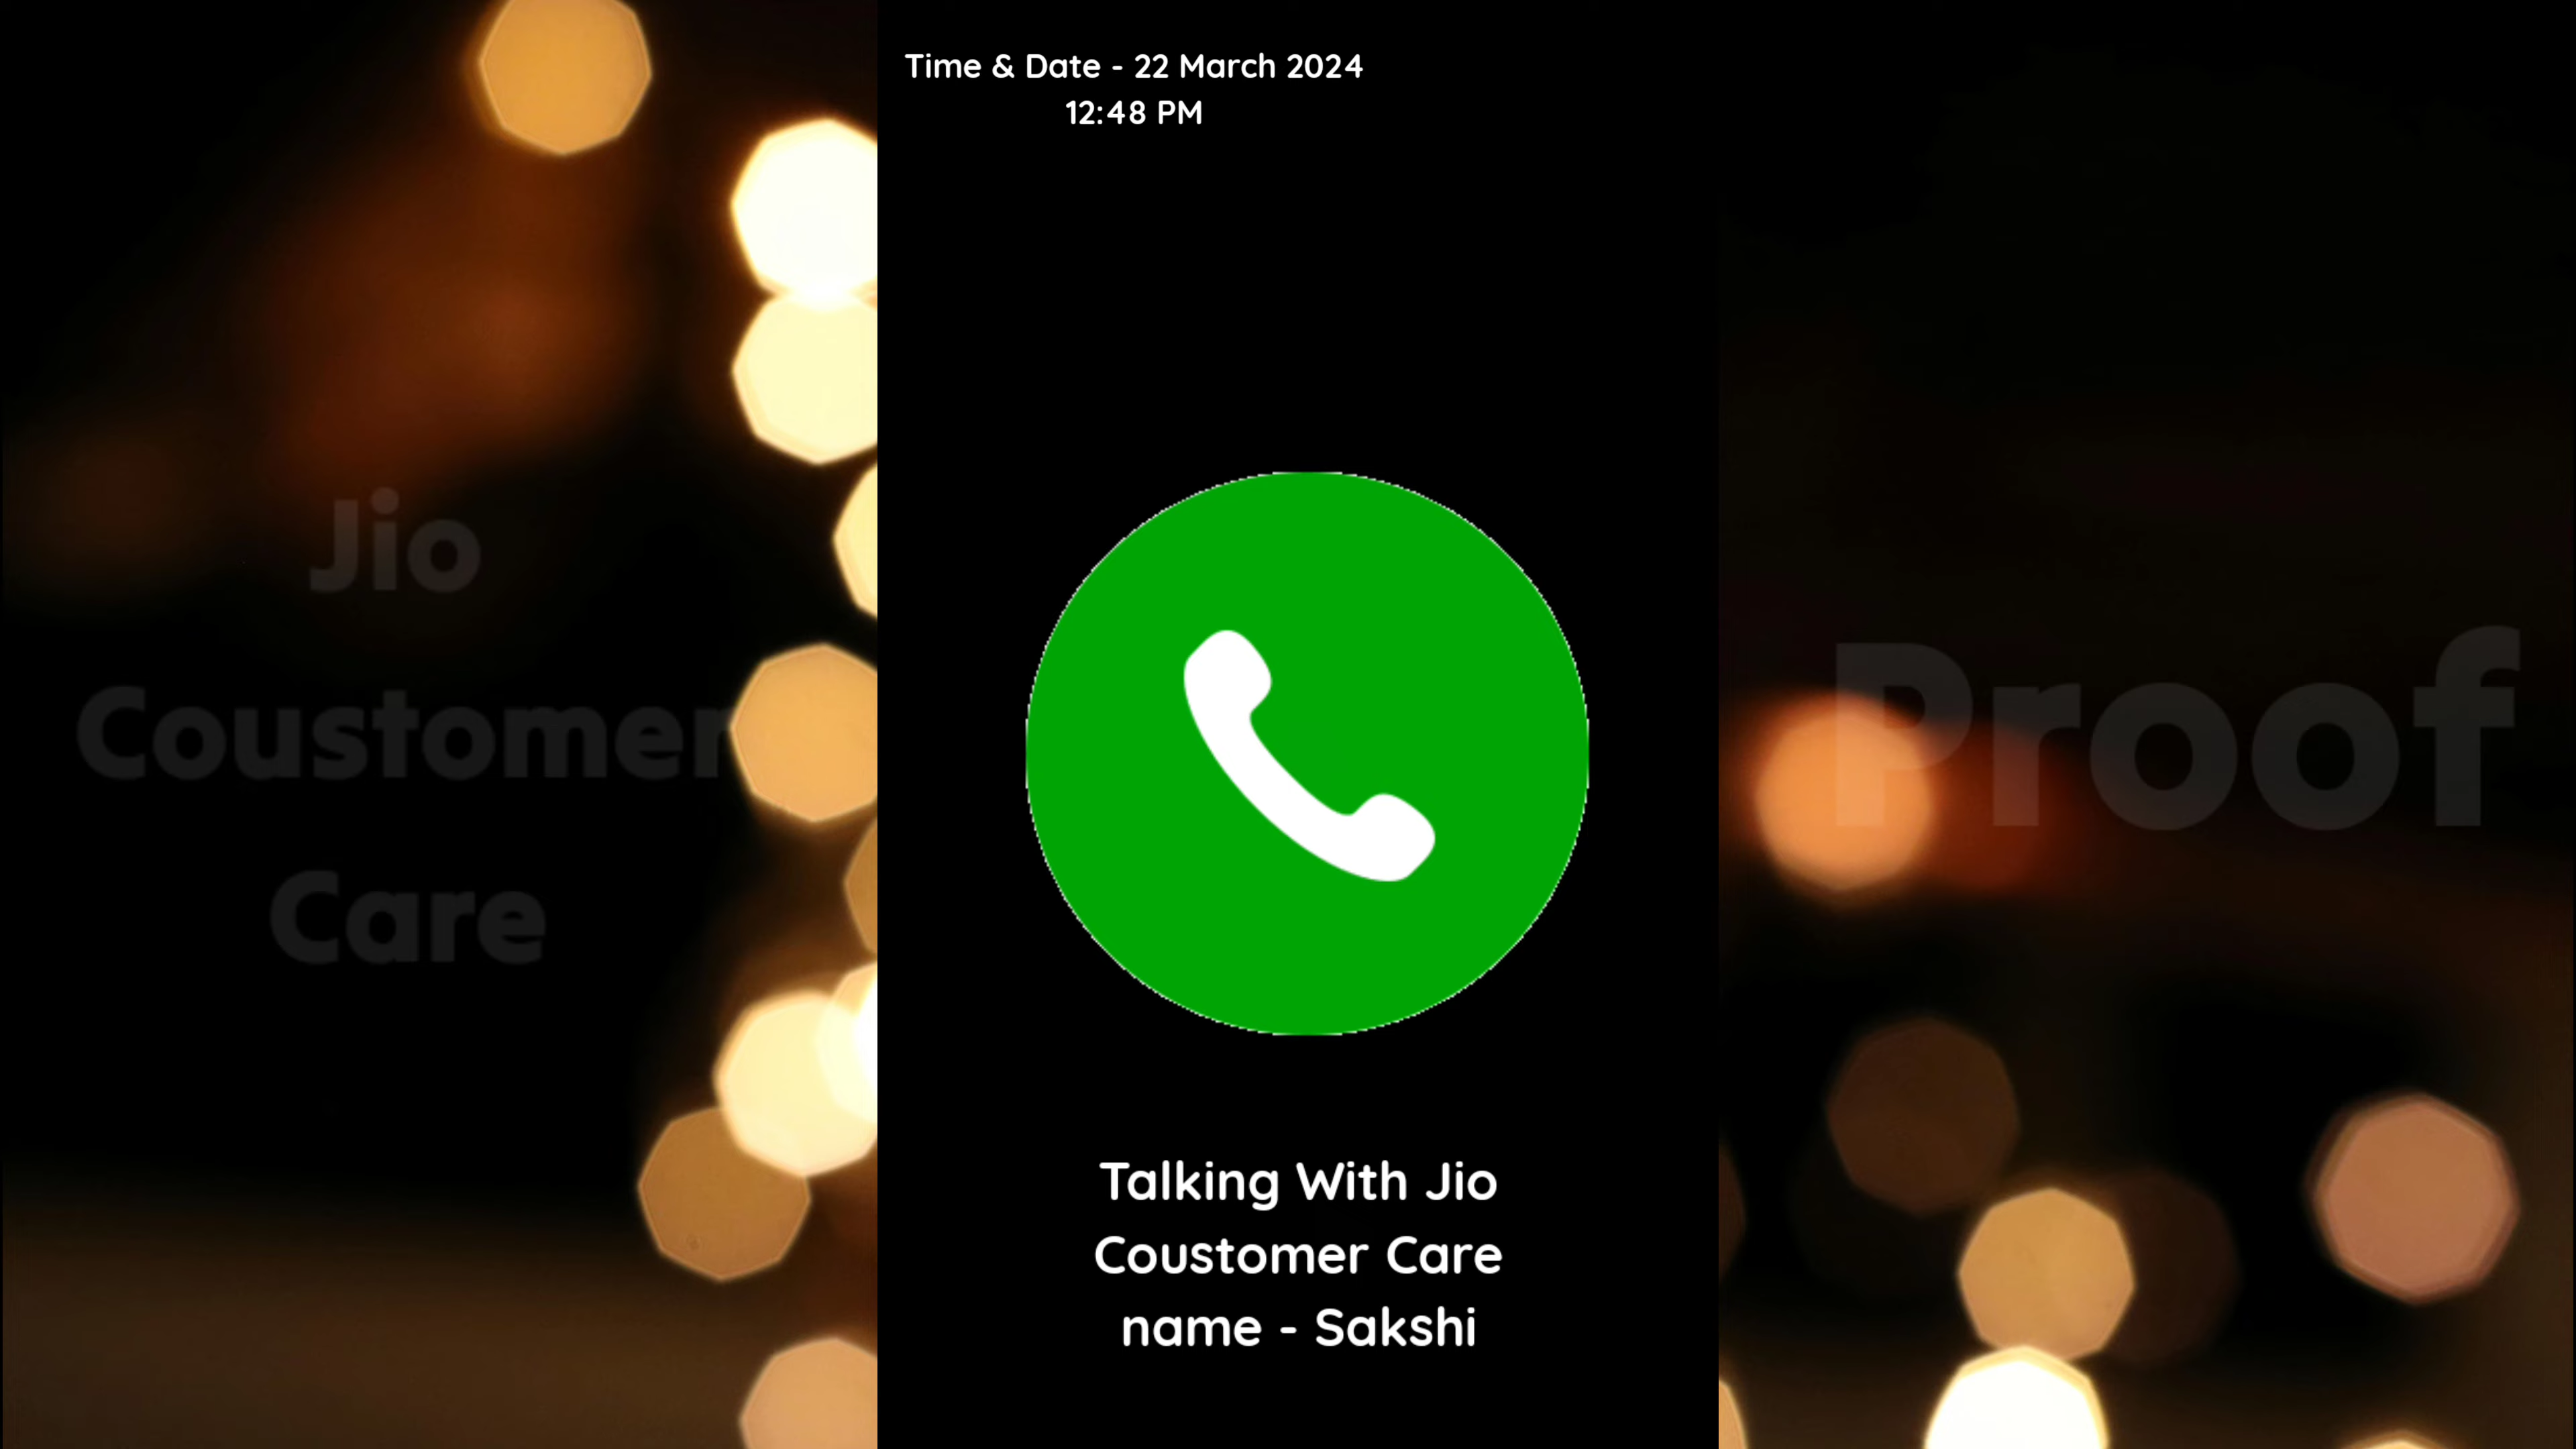 Time & Date - 22 March 2024
12:48 PM
Jio
Coustomer
Care
Proof
Talking With Jio
Coustomer Care
name - Sakshi